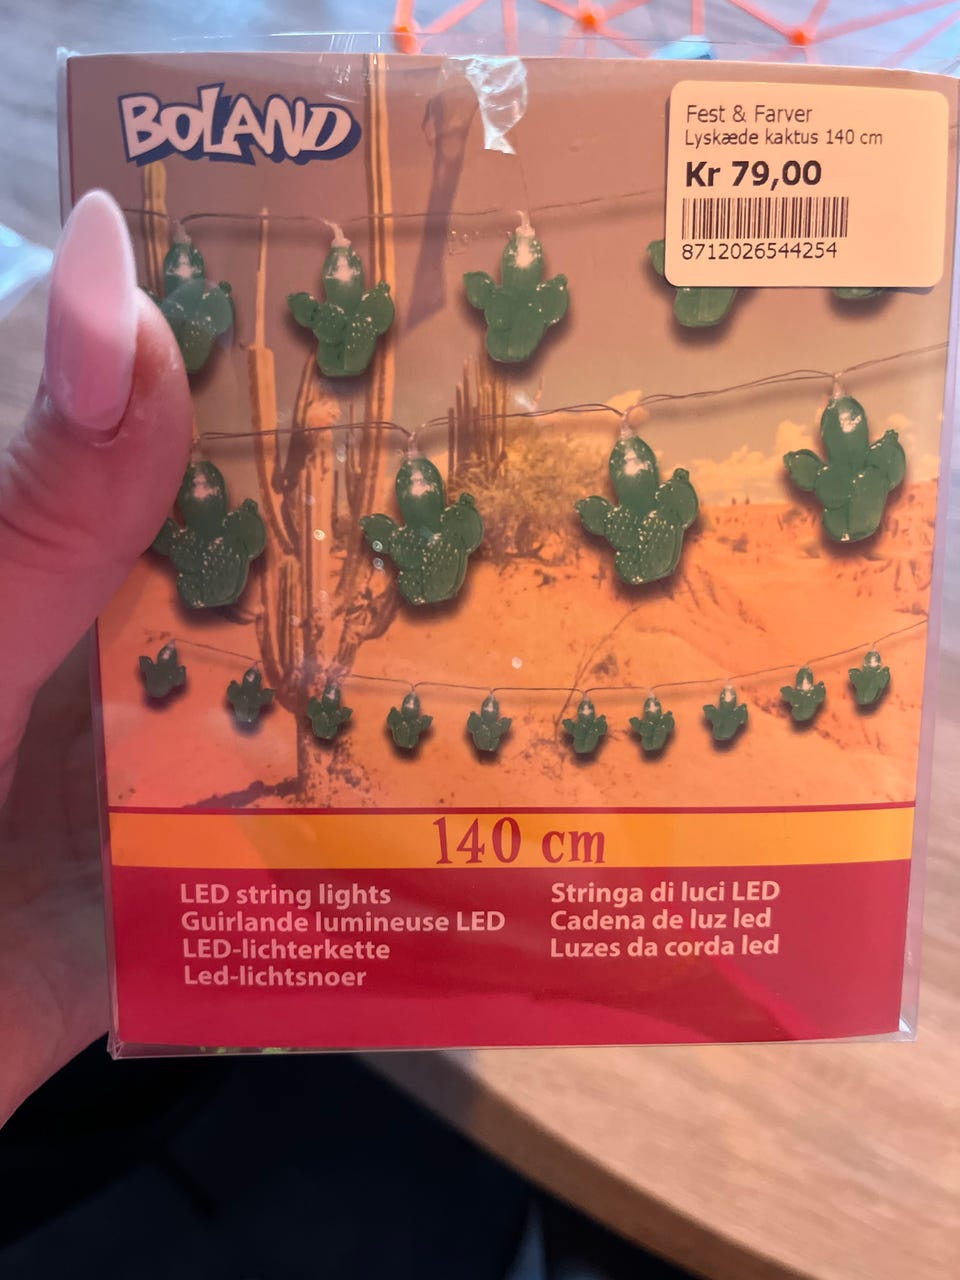 BOLAND
Fest & Farver
Lyskæde kaktus 140 cm
Kr 79,00
8712026544254
140 cm
LED string lights
Guirlande lumineuse LED
LED-lichterkette
Led-lichtsnoer
Stringa di luci LED
Cadena de luz led
Luzes da corda led